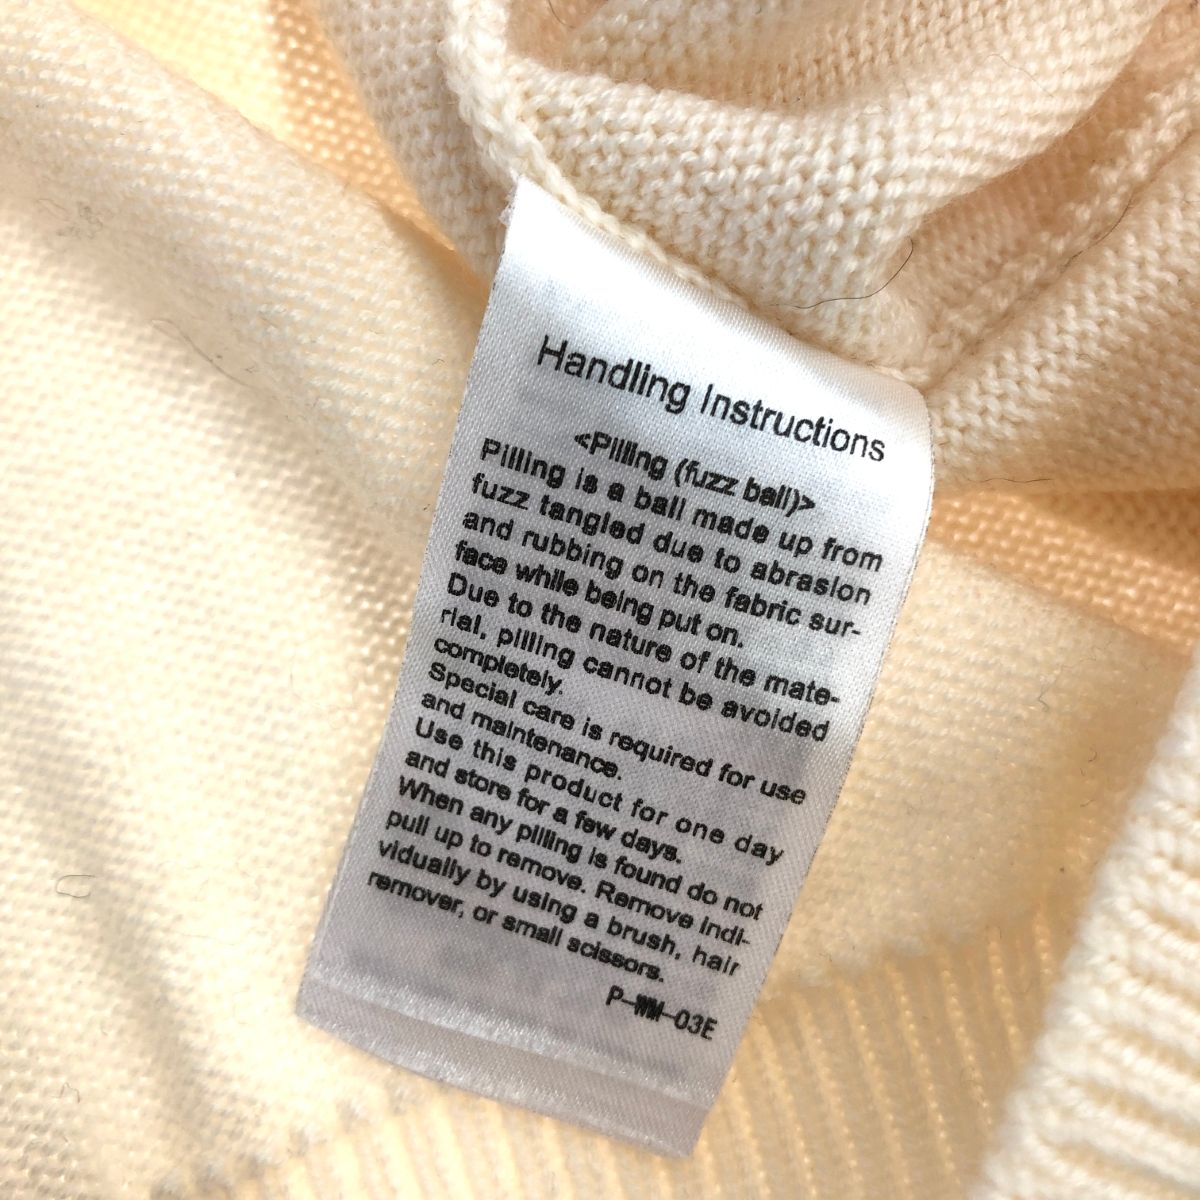 Handling Instructions
<Pilling (fuzz ball)>
Pilling is a ball made up from
fuzz tangled due to abrasion
and rubbing on the fabric sur-
face while being put on.
Due to the nature of the mate-
rial, pilling cannot be avoided
completely.
Special care is required for use
and maintenance.
Use this product for one day
and store for a few days.
When any pilling is found do not
pull up to remove. Remove indi-
vidually by using a brush, hair
remover, or small scissors.
P-WM-03E